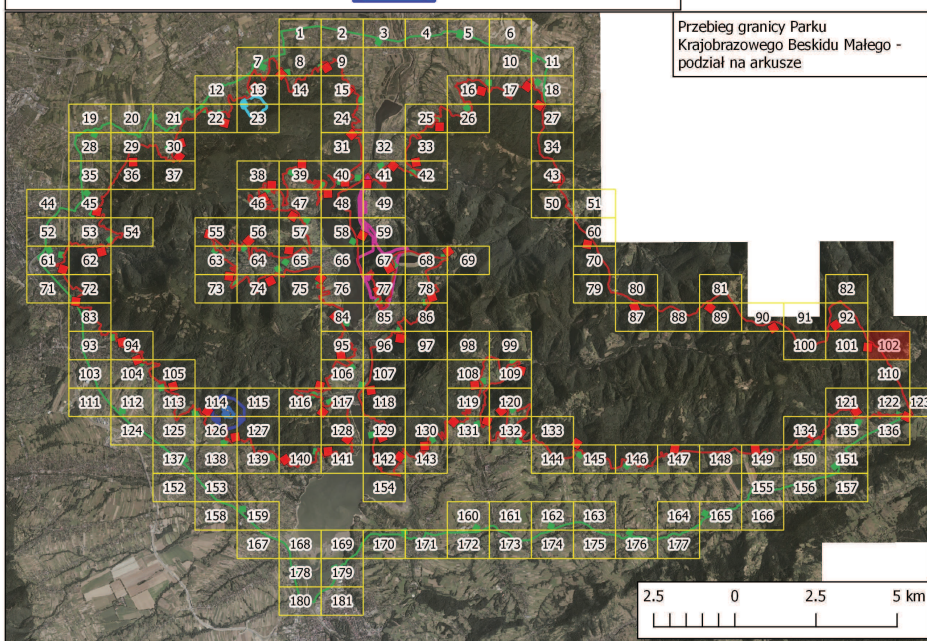 Przebieg granicy Parku
Krajobrazowego Beskidu Małego -
podział na arkusze
1 2 3 4 5 6
7 8 9 10 11
12 13 14 15 16 17 18
19 20 21 22 23 24 25 26 27
28 29 30 31 32 33 34
35 36 37 38 39 40 41 42 43
44 45 46 47 48 49 50 51
52 53 54 55 56 57 58 59 60
61 62 63 64 65 66 67 68 69 70
71 72 73 74 75 76 77 78 79 80 81 82
83 84 85 86 87 88 89 90 91 92
93 94 95 96 97 98 99 100 101 102
103 104 105 106 107 108 109 110
111 112 113 114 115 116 117 118 119 120 121 122 123
124 125 126 127 128 129 130 131 132 133 134 135 136
137 138 139 140 141 142 143 144 145 146 147 148 149 150 151
152 153 154 155 156 157
158 159 160 161 162 163 164 165 166
167 168 169 170 171 172 173 174 175 176 177
178 179
180 181
2.5 0 2.5 5 km